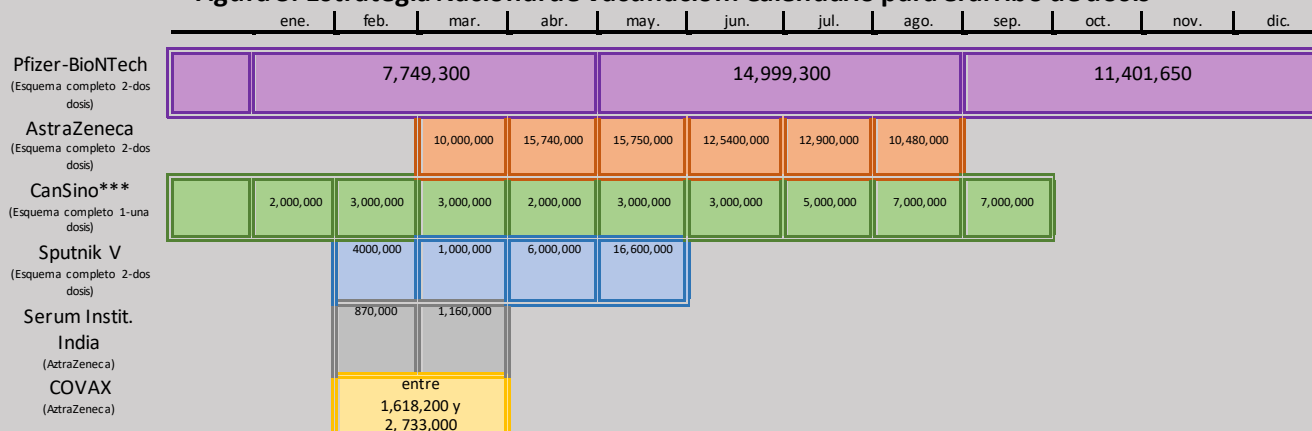 ene. feb. mar. abr. may. jun. jul. ago. sep. oct. nov. dic.
Pfizer-BioNTech
(Esquema completo 2-dos
dosis)
7,749,300 14,999,300 11,401,650
AstraZeneca
(Esquema completo 2-dos
dosis)
10,000,000 15,740,000 15,750,000 12,5400,000 12,900,000 10,480,000
CanSino***
(Esquema completo 1-una
dosis)
2,000,000 3,000,000 3,000,000 2,000,000 3,000,000 3,000,000 5,000,000 7,000,000 7,000,000
Sputnik V
(Esquema completo 2-dos
dosis)
4000,000 1,000,000 6,000,000 16,600,000
Serum Instit.
India
(AztraZeneca)
870,000 1,160,000
COVAX
(AztraZeneca)
entre
1,618,200 y
2, 733,000